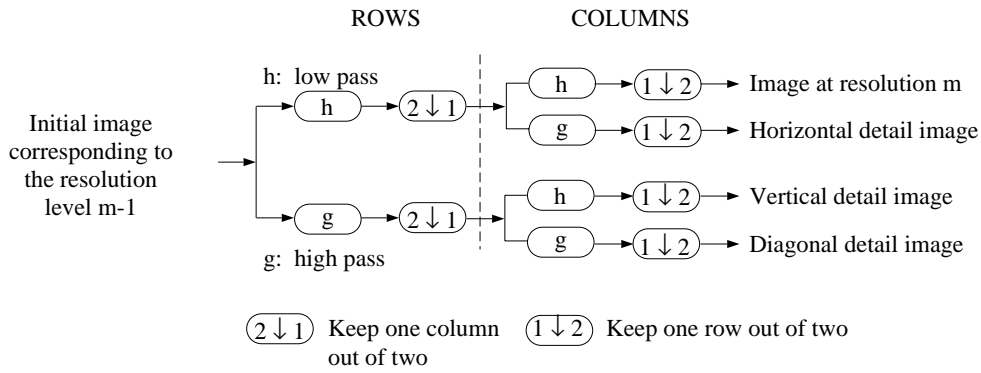 ROWS COLUMNS
h: low pass
h 2 ↓ 1 h 1 ↓ 2 Image at resolution m
g 1 ↓ 2 Horizontal detail image
Initial image
corresponding to
the resolution
level m-1
h 1 ↓ 2 Vertical detail image
g 2 ↓ 1
g 1 ↓ 2 Diagonal detail image
g: high pass
2 ↓ 1 Keep one column
out of two
1 ↓ 2 Keep one row out of two